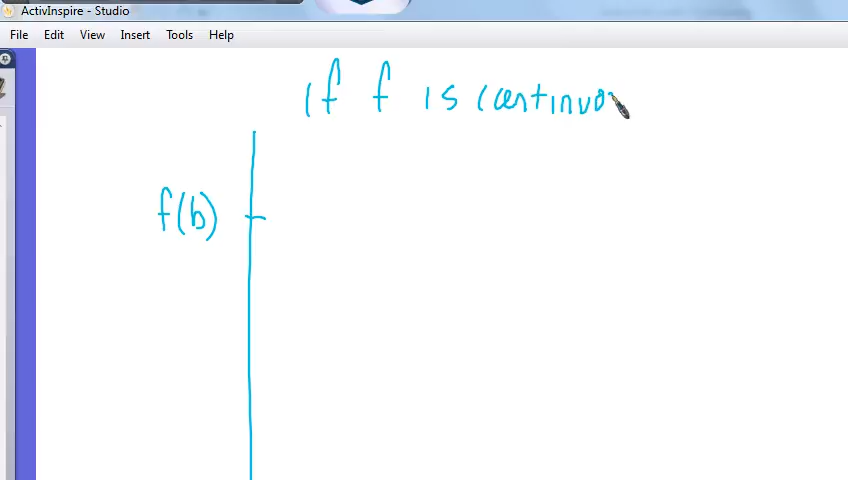 ActivInspire - Studio
File Edit View Insert Tools Help
if f is continuo
f(b)